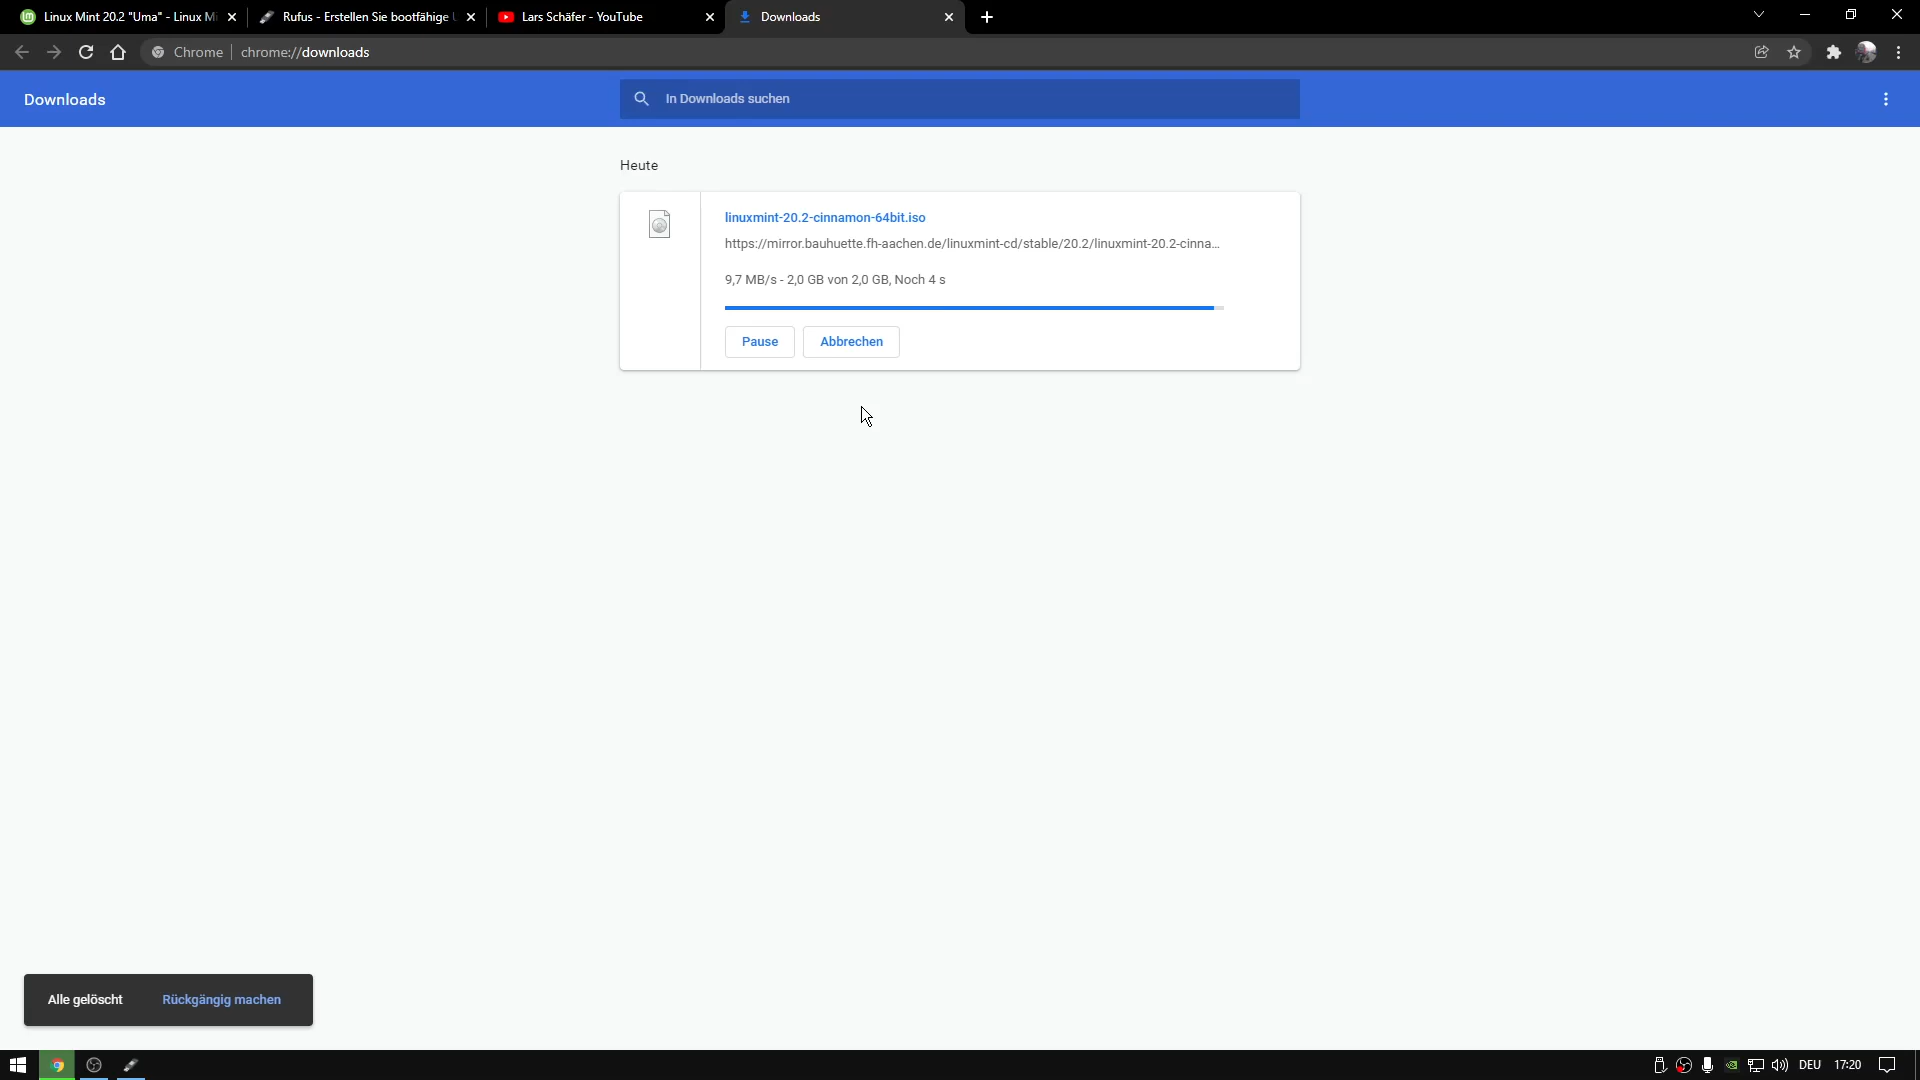 Linux Mint 20.2 "Uma" - Linux Mi
Rufus - Erstellen Sie bootfähige U
Lars Schäfer - YouTube
Downloads
Chrome
chrome://downloads
Downloads
In Downloads suchen
Heute
linuxmint-20.2-cinnamon-64bit.iso
https://mirror.bauhuette.fh-aachen.de/linuxmint-cd/stable/20.2/linuxmint-20.2-cinna...
9,7 MB/s - 2,0 GB von 2,0 GB, Noch 4 s
Pause
Abbrechen
Alle gelöscht
Rückgängig machen
DEU
17:20